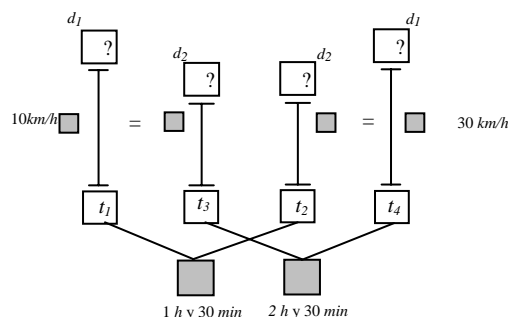 d₁ d₂ d₂ d₁
? ? ? ?
10km/h = = 30 km/h
t₁ t₃ t₂ t₄
1 h y 30 min 2 h y 30 min